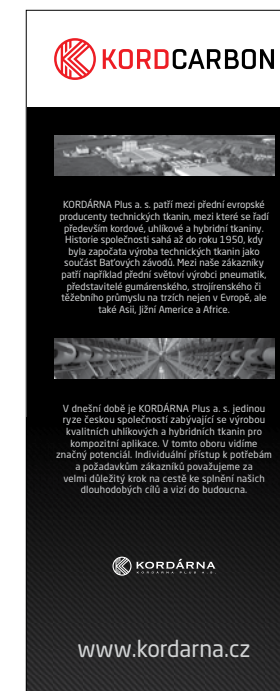 KORDCARBON
KORDÁRNA Plus a. s. patří mezi přední evropské
producenty technických tkanin, mezi které se řadí
především kordové, uhlíkové a hybridní tkaniny.
Historie společnosti sahá až do roku 1950, kdy
byla započata výroba technických tkanin jako
součást Baťových závodů. Mezi naše zákazníky
patří například přední světoví výrobci pneumatik,
představitelé gumárenského, strojírenského či
těžebního průmyslu na trzích nejen v Evropě, ale
také Asii, Jižní Americe a Africe.
V dnešní době je KORDÁRNA Plus a. s. jedinou
ryze českou společností zabývající se výrobou
kvalitních uhlíkových a hybridních tkanin pro
kompozitní aplikace. V tomto oboru vidíme
značný potenciál. Individuální přístup k potřebám
a požadavkům zákazníků považujeme za
velmi důležitý krok na cestě ke splnění našich
dlouhodobých cílů a vizí do budoucna.
KORDÁRNA
KORDÁRNA PLUS A.S.
www.kordarna.cz